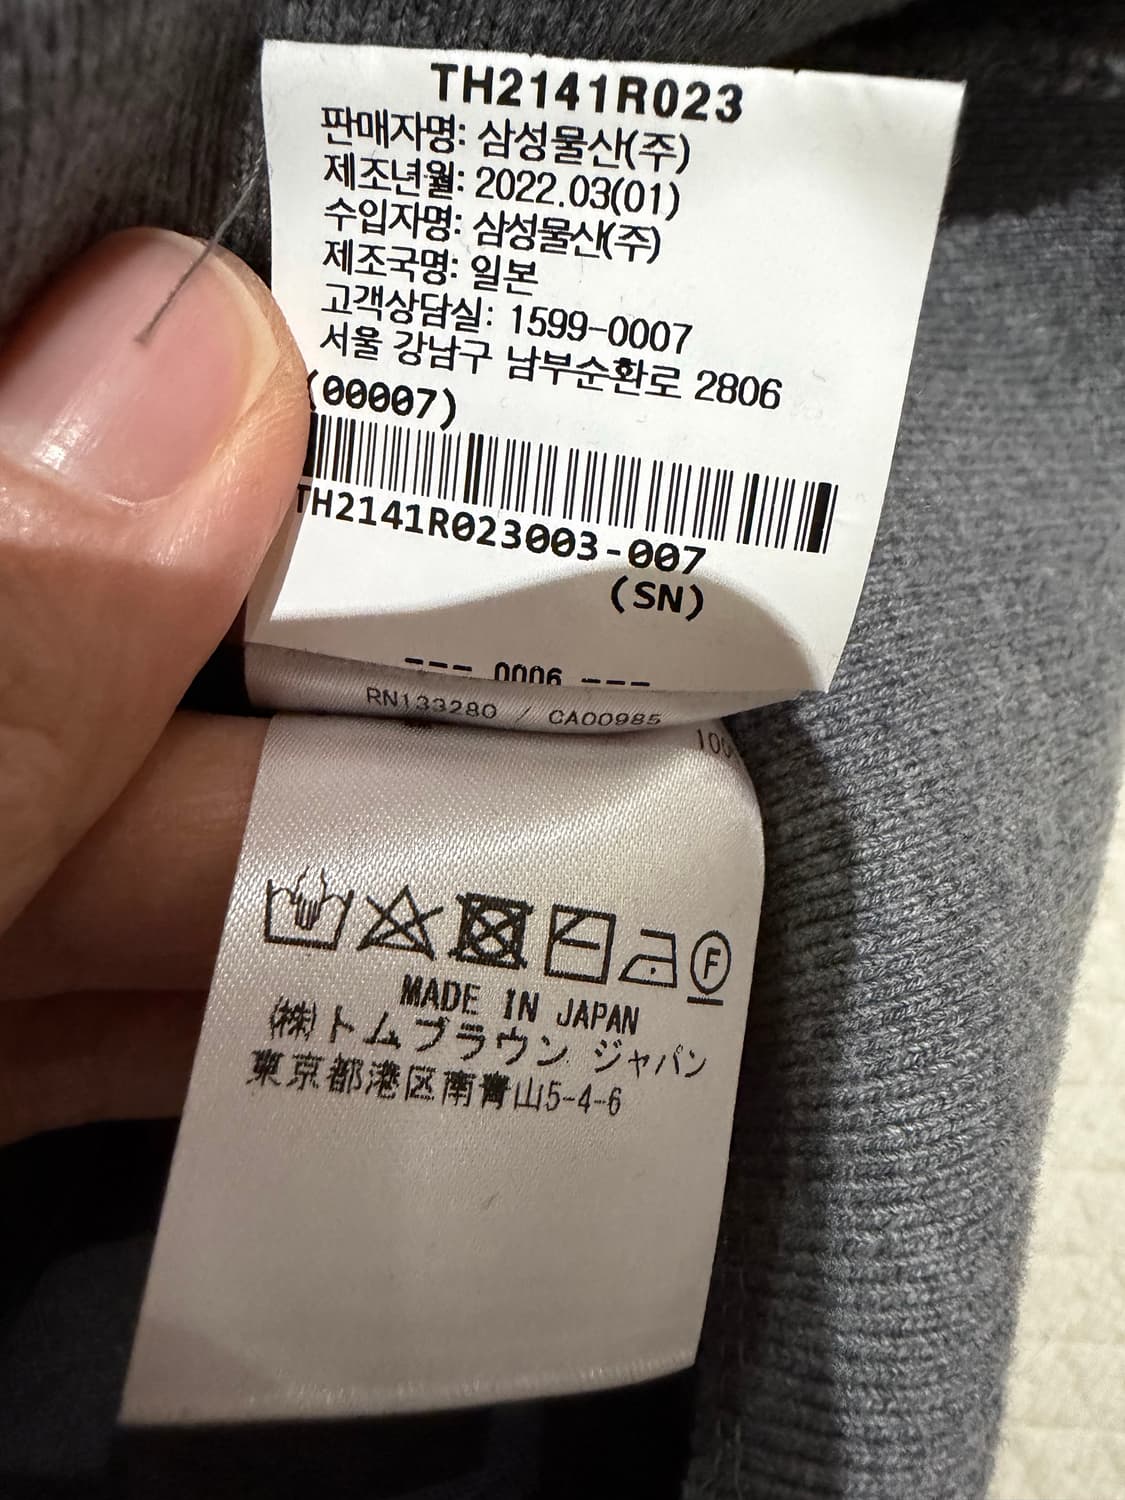 TH2141R023
판매자명: 삼성물산(주)
제조년월: 2022.03(01)
수입자명: 삼성물산(주)
제조국명: 일본
고객상담실: 1599-0007
서울 강남구 남부순환로 2806
(00007)
TH2141R023003-007
(SN)
--- 0006 ---
RN133280 / CA00985
100
F
MADE IN JAPAN
(株)トムブラウン ジャパン
東京都港区南青山5-4-6